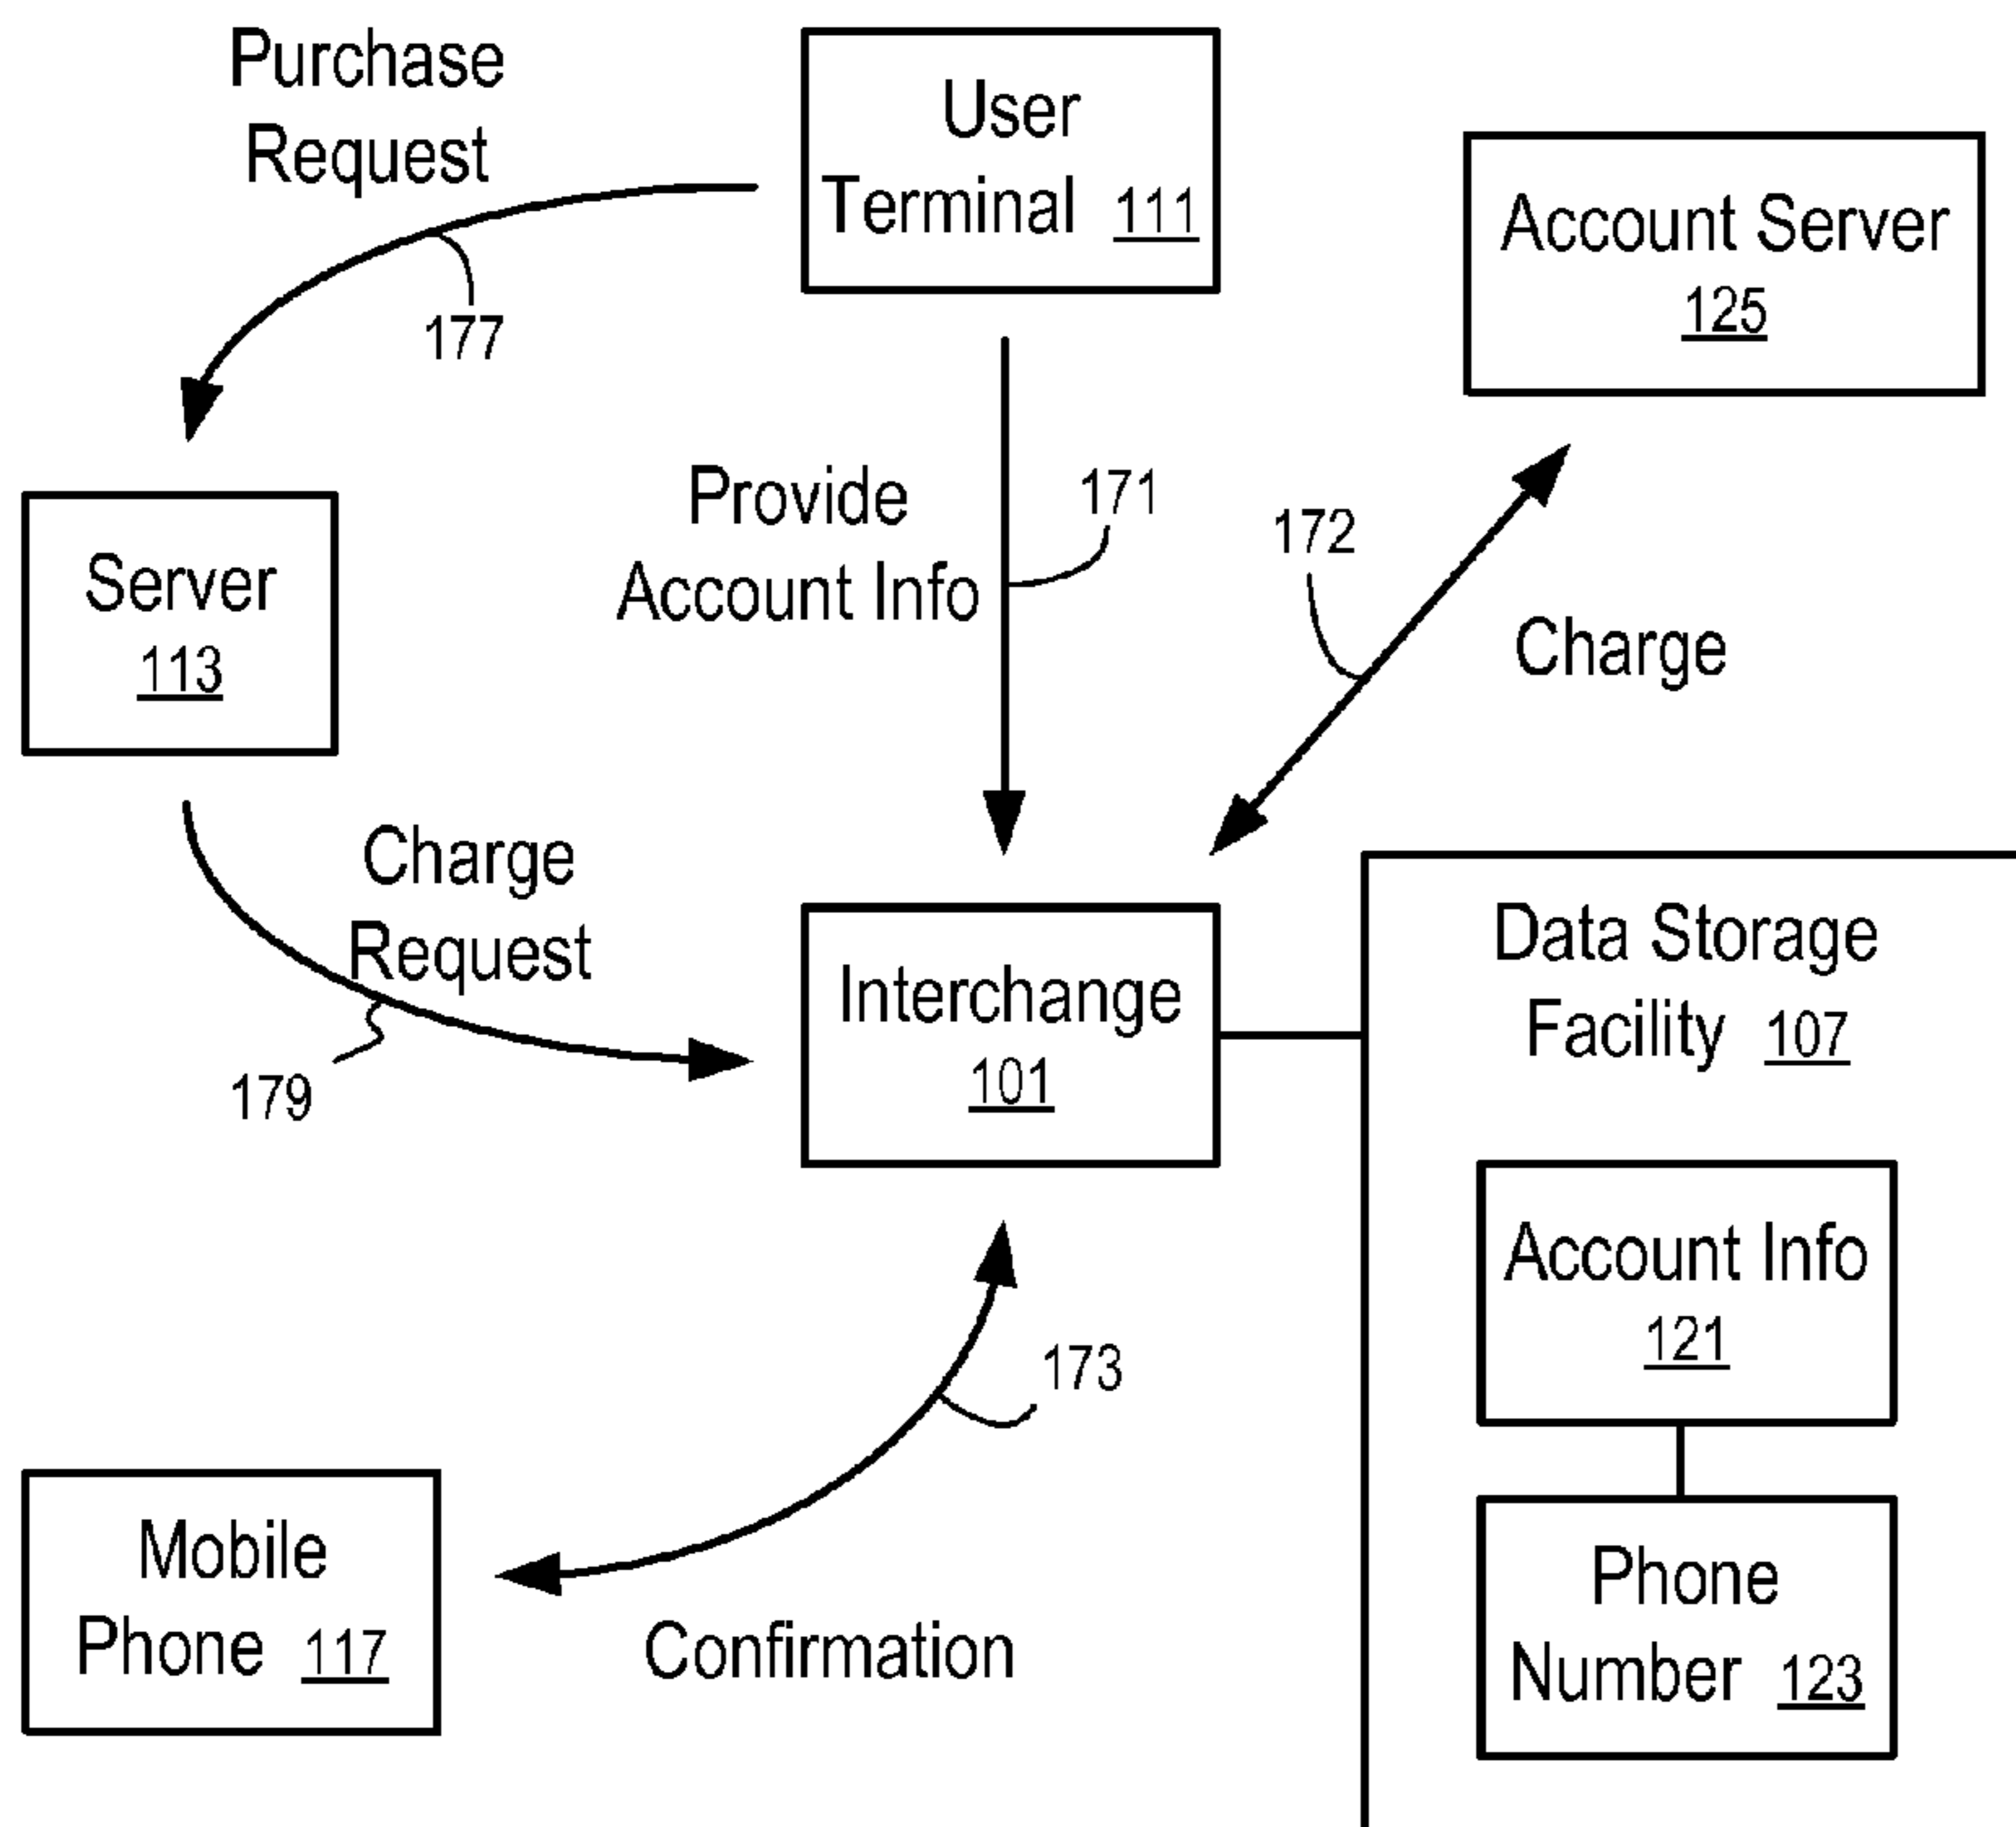 Purchase
Request
177
User
Terminal 111
Account Server
125
Server
113
Provide
Account Info
171
172
Charge
Charge
Request
179
Interchange
101
Data Storage
Facility 107
Account Info
121
Phone
Number 123
173
Mobile
Phone 117
Confirmation